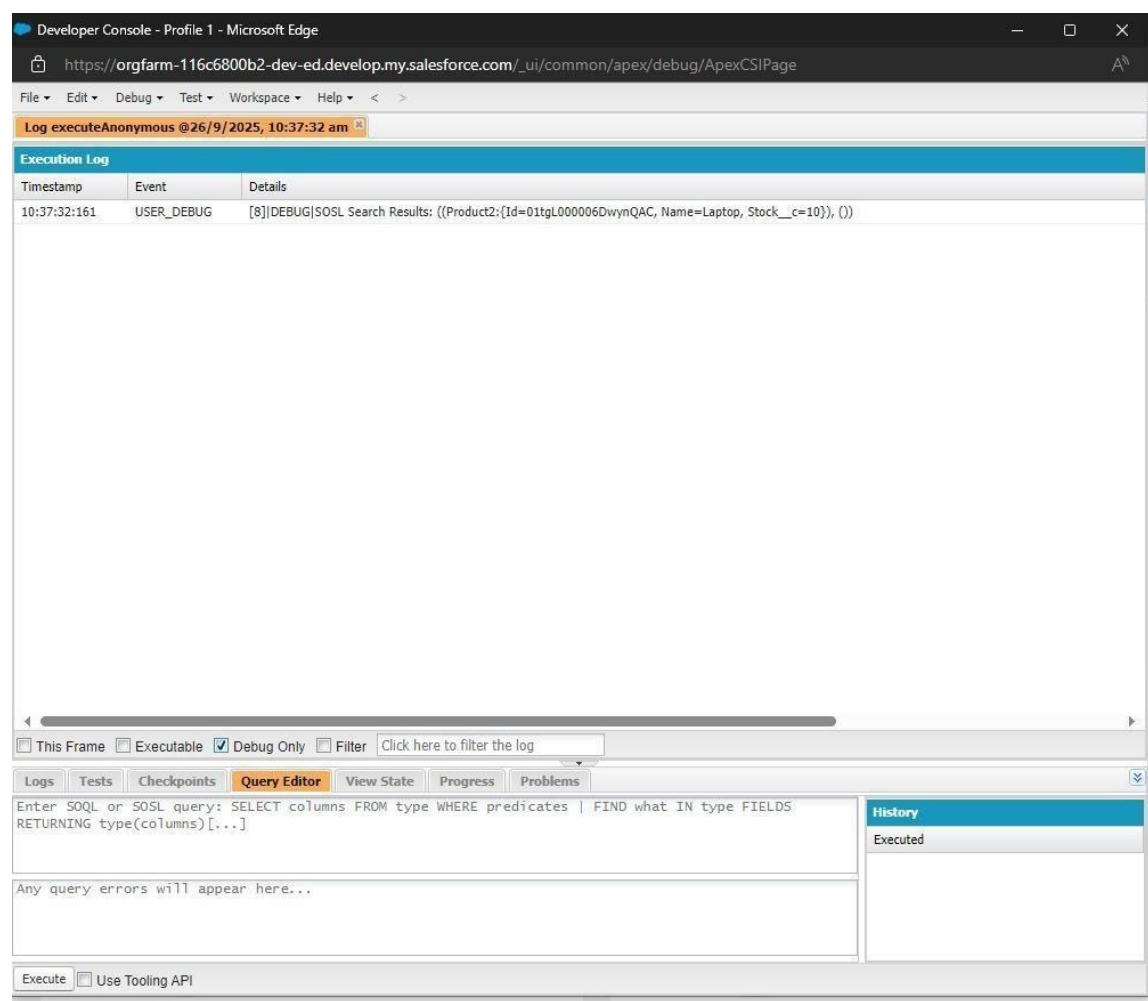 Developer Console - Profile 1 - Microsoft Edge
https://orgfarm-116c6800b2-dev-ed.develop.my.salesforce.com/_ui/common/apex/debug/ApexCSIPage
File Edit Debug Test Workspace Help < >
Log executeAnonymous @26/9/2025, 10:37:32 am
Execution Log
Timestamp Event Details
10:37:32:161 USER_DEBUG [8]|DEBUG|SOSL Search Results: ((Product2:{Id=01tgL000006DwynQAC, Name=Laptop, Stock__c=10}), ())
This Frame Executable Debug Only Filter Click here to filter the log
Logs Tests Checkpoints Query Editor View State Progress Problems
Enter SOQL or SOSL query: SELECT columns FROM type WHERE predicates | FIND what IN type FIELDS
RETURNING type(columns)[...]
History
Executed
Any query errors will appear here...
Execute Use Tooling API